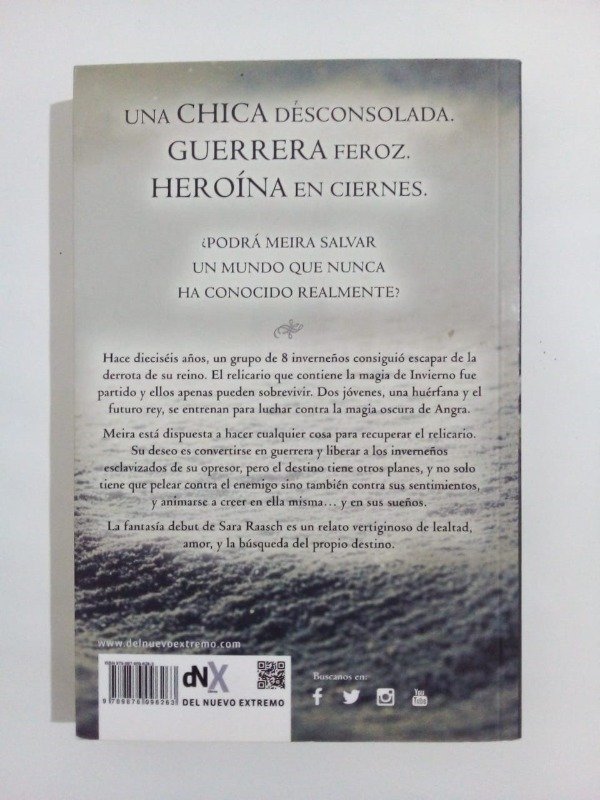 UNA CHICA DESCONSOLADA.
GUERRERA FEROZ.
HEROÍNA EN CIERNES.
¿PODRÁ MEIRA SALVAR
UN MUNDO QUE NUNCA
HA CONOCIDO REALMENTE?
Hace dieciséis años, un grupo de 8 inverneños consiguió escapar de la
derrota de su reino. El relicario que contiene la magia de Invierno fue
partido y ellos apenas pueden sobrevivir. Dos jóvenes, una huérfana y el
futuro rey, se entrenan para luchar contra la magia oscura de Angra.
Meira está dispuesta a hacer cualquier cosa para recuperar el relicario.
Su deseo es convertirse en guerrera y liberar a los inverneños
esclavizados de su opresor, pero el destino tiene otros planes, y no solo
tiene que pelear contra el enemigo sino también contra sus sentimientos,
y animarse a creer en ella misma… y en sus sueños.
La fantasía debut de Sara Raasch es un relato vertiginoso de lealtad,
amor, y la búsqueda del propio destino.
www.delnuevoextremo.com
dNX
DEL NUEVO EXTREMO
Buscanos en:
You
Tube